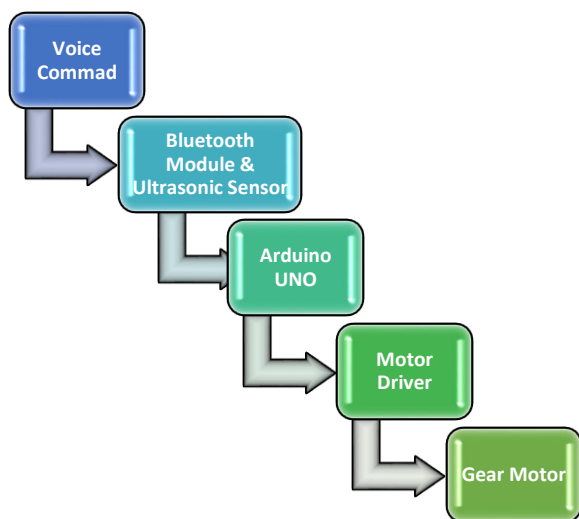 Voice
Commad
Bluetooth
Module &
Ultrasonic Sensor
Arduino
UNO
Motor
Driver
Gear Motor